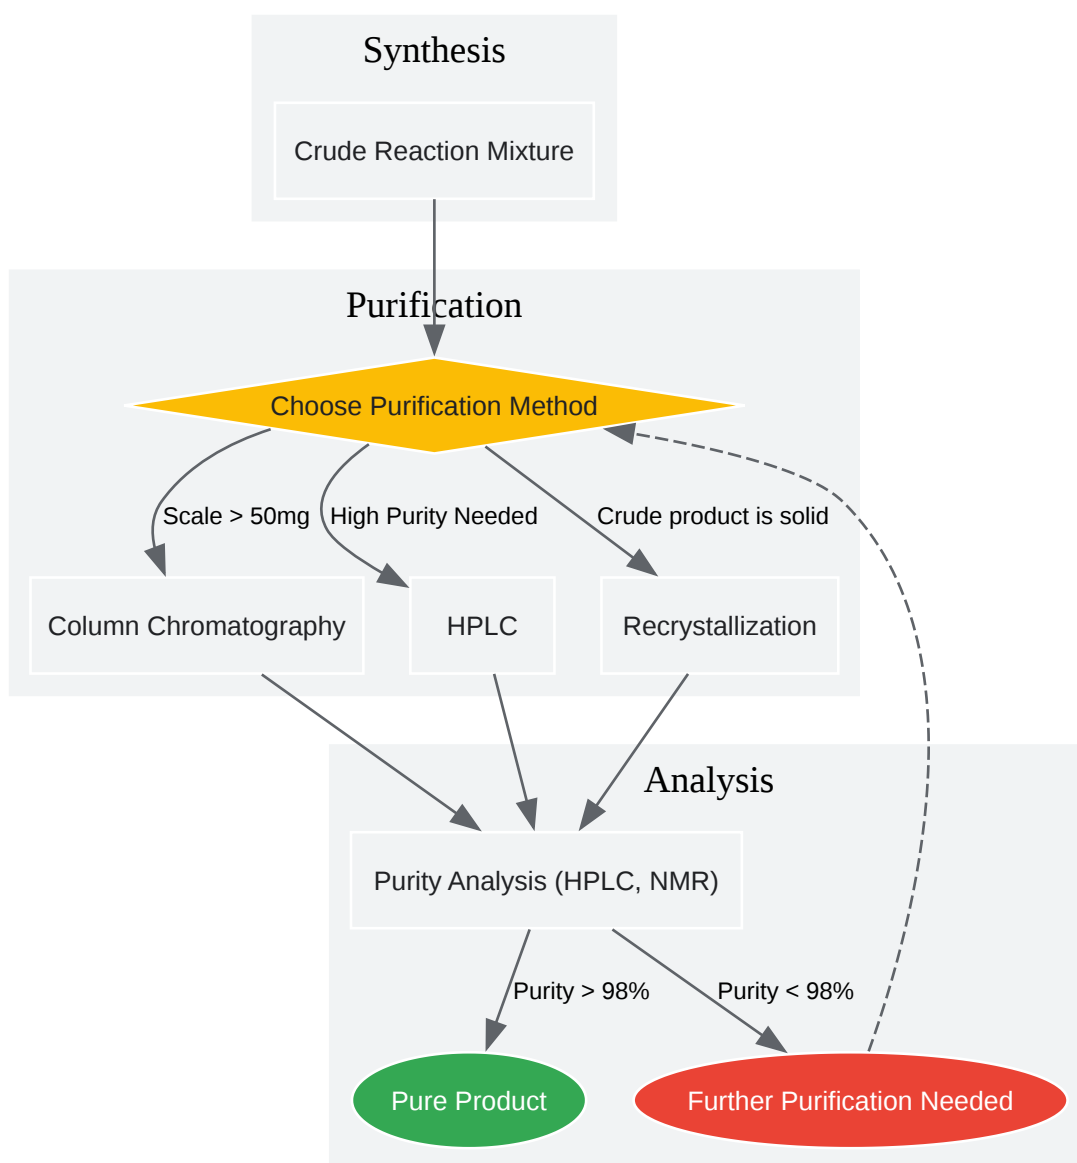 Synthesis
Crude Reaction Mixture
Purification
Choose Purification Method
Scale > 50mg
High Purity Needed
Crude product is solid
Column Chromatography
HPLC
Recrystallization
Analysis
Purity Analysis (HPLC, NMR)
Purity > 98%
Purity < 98%
Pure Product
Further Purification Needed